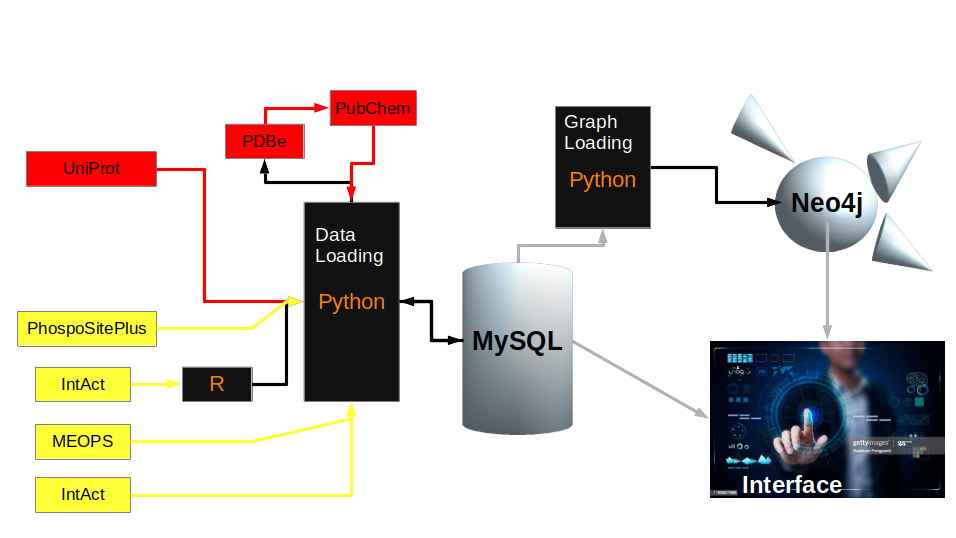 PubChem
PDBe
UniProt
Graph
Loading
Python
Neo4j
Data
Loading
Python
PhospoSitePlus
IntAct
R
MEOPS
IntAct
MySQL
gettyimages
Interface